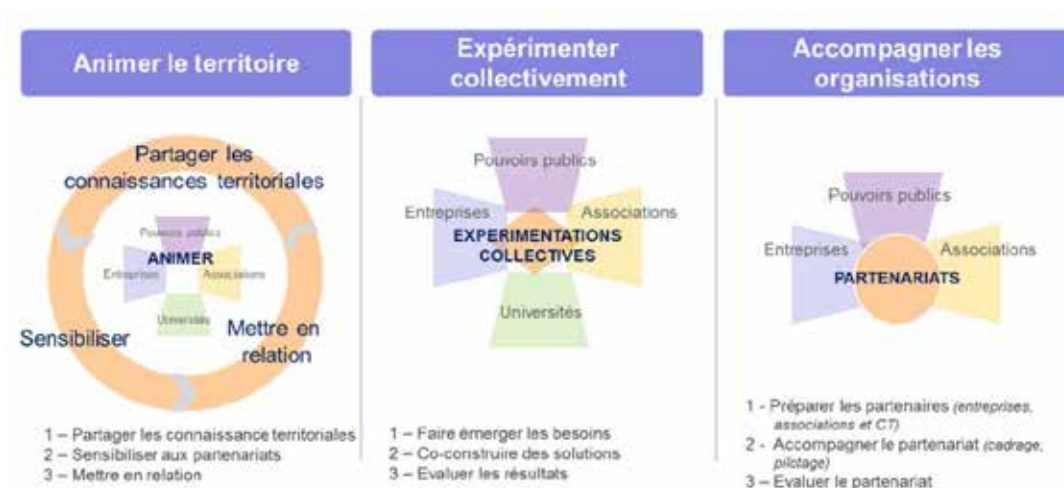 Animer le territoire
Partager les
connaissances territoriales
Pouvoirs publics
ANIMER
Entreprises
Associations
Universités
Sensibiliser
Mettre en
relation
1 – Partager les connaissance territoriales
2 – Sensibiliser aux partenariats
3 – Mettre en relation
Expérimenter
collectivement
Pouvoirs publics
Entreprises
Associations
EXPERIMENTATIONS
COLLECTIVES
Universités
1 – Faire émerger les besoins
2 – Co-construire des solutions
3 – Evaluer les résultats
Accompagner les
organisations
Pouvoirs publics
Entreprises
Associations
PARTENARIATS
1 - Préparer les partenaires (entreprises,
associations et CT)
2 - Accompagner le partenariat (cadrage,
pilotage)
3 – Evaluer le partenariat